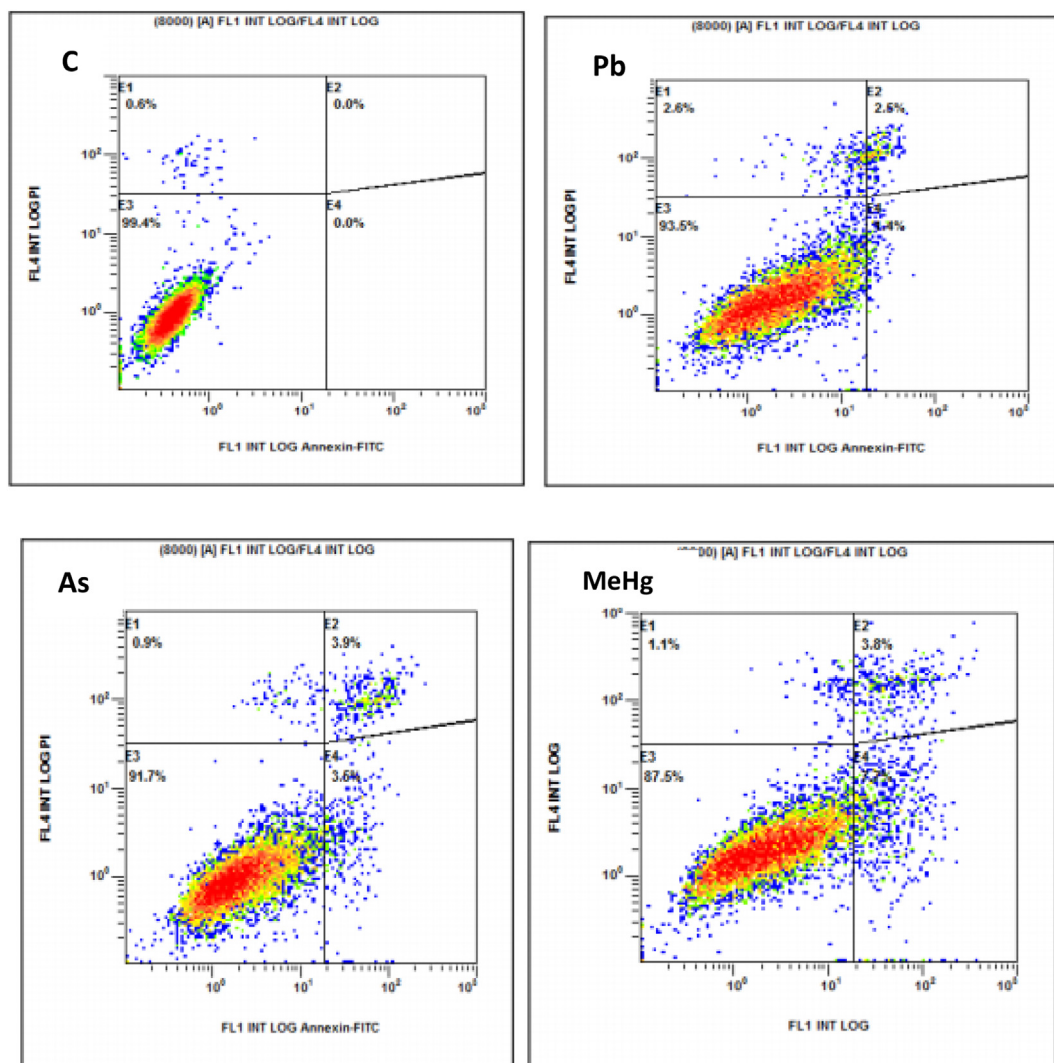 (8000) [A] FL1 INT LOG/FL4 INT LOG
C
E1
0.6%
E2
0.0%
E3
99.4%
E4
0.0%
10²
10¹
10⁰
FL4 INT LOG PI
10⁰ 10¹ 10² 10³
FL1 INT LOG Annexin-FITC
(8000) [A] FL1 INT LOG/FL4 INT LOG
Pb
E1
2.6%
E2
2.5%
E3
93.5%
E4
10²
10¹
10⁰
FL4 INT LOG PI
10⁰ 10¹ 10² 10³
FL1 INT LOG Annexin-FITC
(8000) [A] FL1 INT LOG/FL4 INT LOG
As
E1
0.9%
E2
3.9%
E3
91.7%
E4
10²
10¹
10⁰
FL4 INT LOG PI
10⁰ 10¹ 10²
FL1 INT LOG Annexin-FITC
[A] FL1 INT LOG/FL4 INT LOG
MeHg
E1
1.1%
E2
3.8%
E3
87.5%
E4
10²
10¹
10⁰
FL4 INT LOG
10⁰ 10¹ 10² 10³
FL1 INT LOG